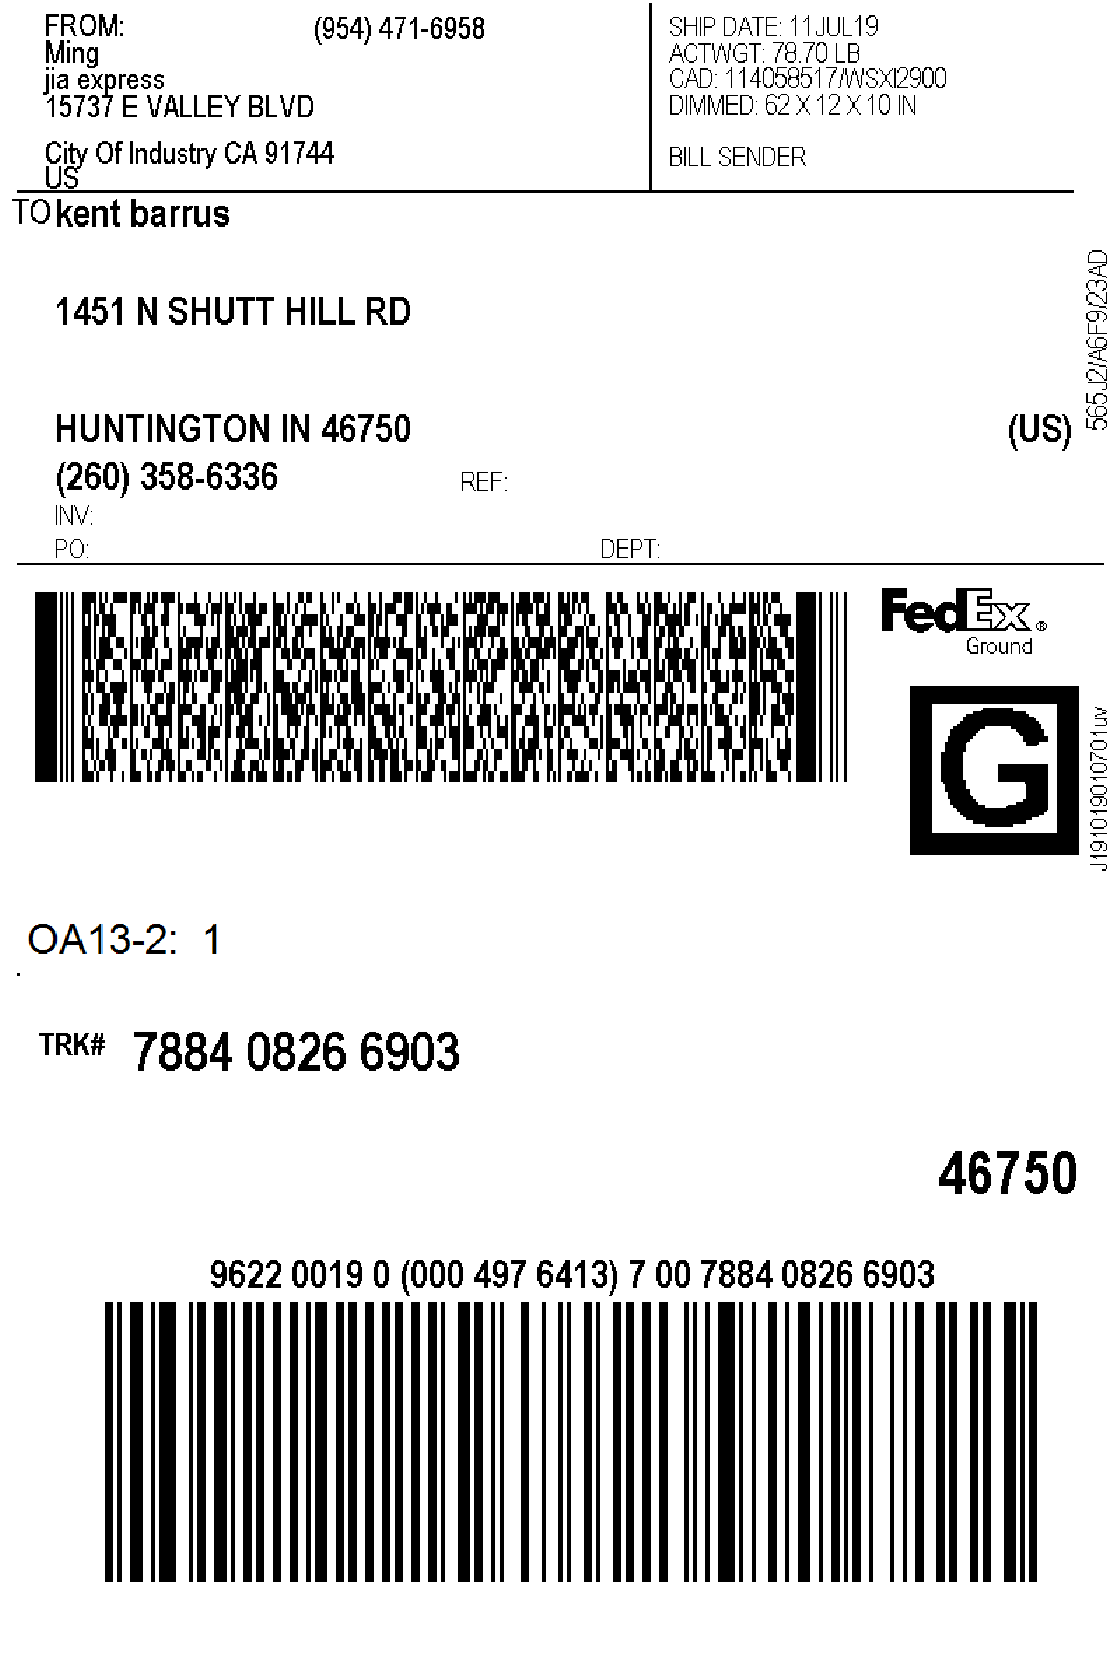 FROM: (954) 471-6958
Ming
jia express
15737 E VALLEY BLVD
City Of Industry CA 91744
US
SHIP DATE: 11JUL19
ACTWGT: 78.70 LB
CAD: 114058517/WSXI2900
DIMMED: 62 X 12 X 10 IN
BILL SENDER
TO kent barrus
1451 N SHUTT HILL RD
HUNTINGTON IN 46750 (US)
(260) 358-6336 REF:
INV:
PO: DEPT:
565J2/A6F9/23AD
FedEx®
Ground
G
J191019010701uv
OA13-2: 1
.
TRK# 7884 0826 6903
46750
9622 0019 0 (000 497 6413) 7 00 7884 0826 6903